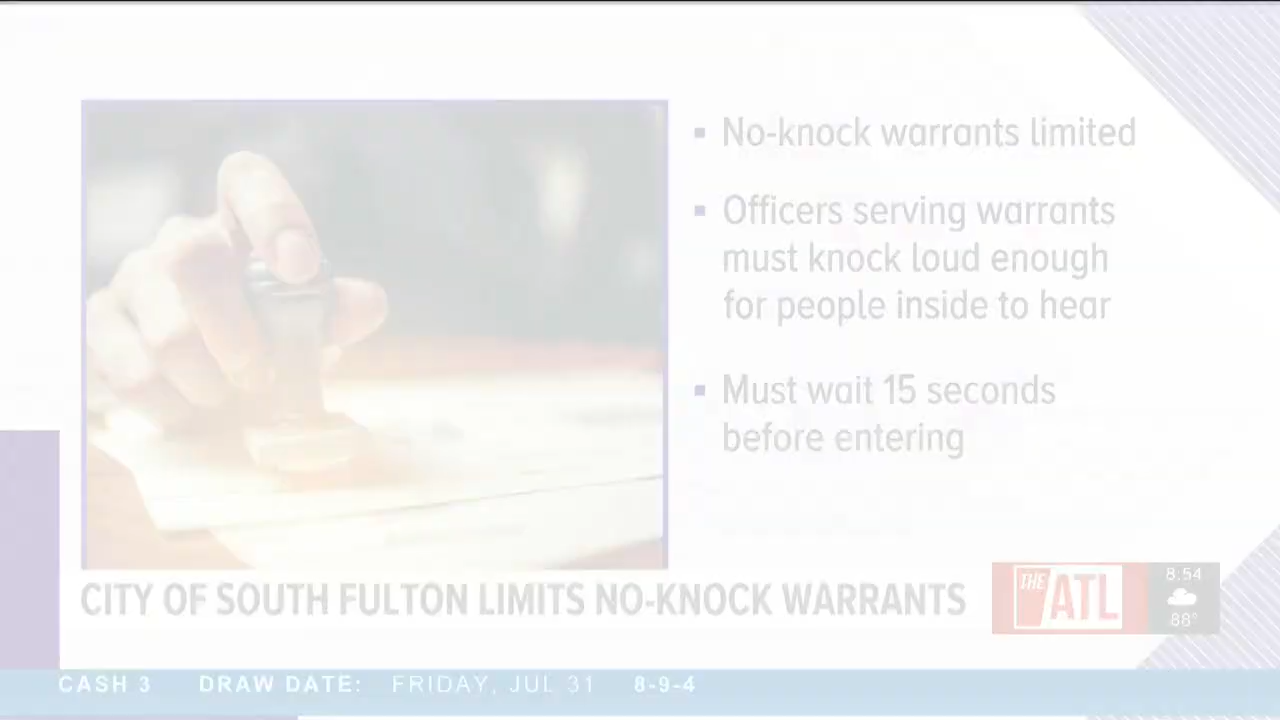 No-knock warrants limited
Officers serving warrants
must knock loud enough
for people inside to hear
Must wait 15 seconds
before entering
CITY OF SOUTH FULTON LIMITS NO-KNOCK WARRANTS
THE ATL
8:54
88°
CASH 3 DRAW DATE: FRIDAY, JUL 31 8-9-4